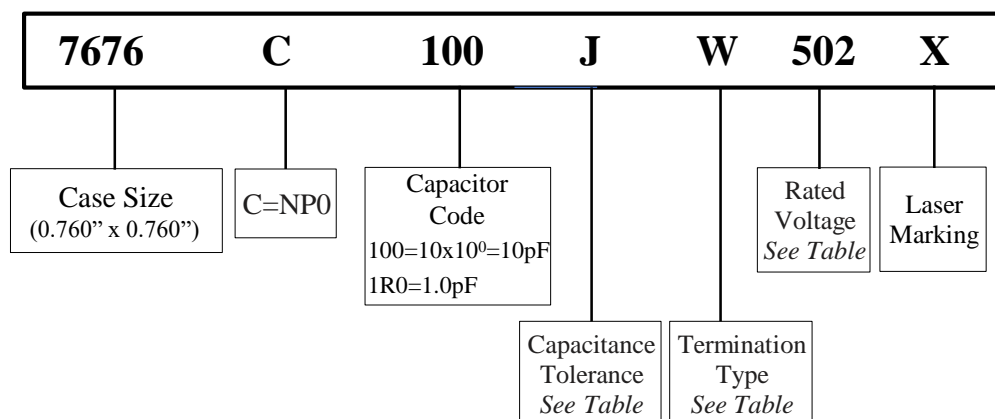 7676 C 100 J W 502 X
Case Size
(0.760” x 0.760”)
C=NP0
Capacitor
Code
100=10x10⁰=10pF
1R0=1.0pF
Rated
Voltage
See Table
Laser
Marking
Capacitance
Tolerance
See Table
Termination
Type
See Table